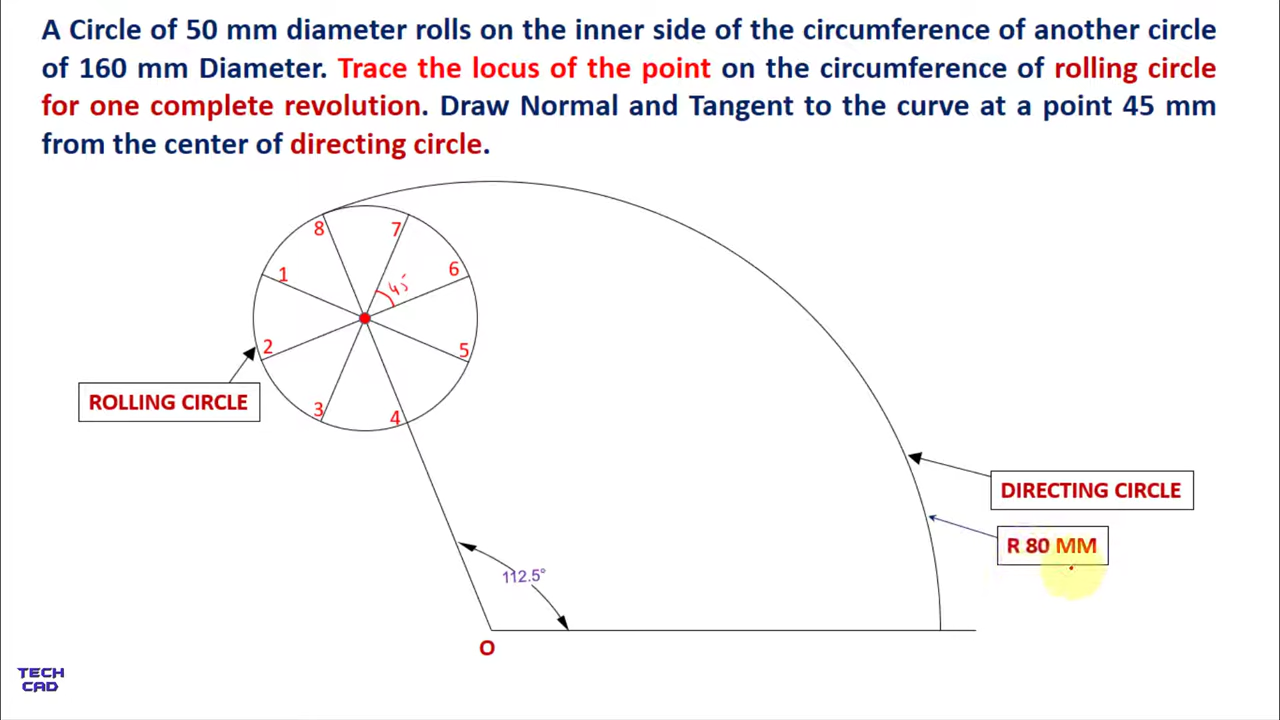 A Circle of 50 mm diameter rolls on the inner side of the circumference of another circle
of 160 mm Diameter. Trace the locus of the point on the circumference of rolling circle
for one complete revolution. Draw Normal and Tangent to the curve at a point 45 mm
from the center of directing circle.
8
7
1
6
45°
2
5
3
4
ROLLING CIRCLE
DIRECTING CIRCLE
R 80 MM
112.5°
O
TECH
CAD